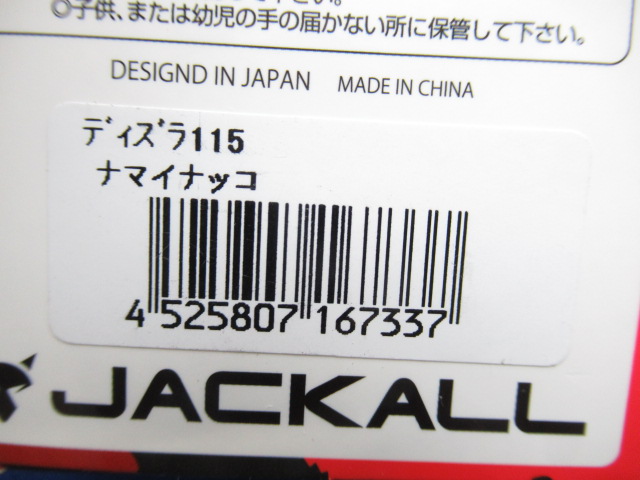 ◎子供、または幼児の手の届かない所に保管して下さい。
DESIGND IN JAPAN MADE IN CHINA
ディズラ115
ナマイナッコ
4 525807 167337
JACKALL